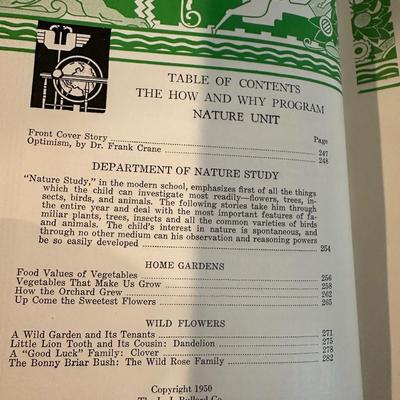 TABLE OF CONTENTS
THE HOW AND WHY PROGRAM
NATURE UNIT
Page
Front Cover Story 247
Optimism, by Dr. Frank Crane 248
DEPARTMENT OF NATURE STUDY
"Nature Study," in the modern school, emphasizes first of all the things
which the child can investigate most readily—flowers, trees, in-
sects, birds, and animals. The following stories take him through
the entire year and deal with the most important features of fa-
miliar plants, trees, insects and all the common varieties of birds
and animals. The child's interest in nature is spontaneous, and
through no other medium can his observation and reasoning powers
be so easily developed 254
HOME GARDENS
Food Values of Vegetables 256
Vegetables That Make Us Grow 258
How the Orchard Grew 262
Up Come the Sweetest Flowers 265
WILD FLOWERS
A Wild Garden and Its Tenants 271
Little Lion Tooth and Its Cousin: Dandelion 275
A "Good Luck" Family: Clover 278
The Bonny Briar Bush: The Wild Rose Family 282
Copyright 1950
The L. J. Bullard Co.